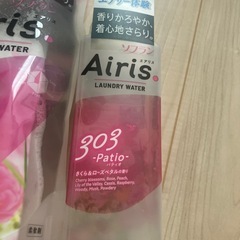 香りかろやか、
着心地さらり。
ソフラン
Airis
エアリス
LAUNDRY WATER
303
-Patio-
パティオ
さくら&ローズペタルの香り
Cherry blossoms, Rose, Peach,
Lily of the Valley, Cassis, Raspberry,
Woody, Musk, Powdery
Airis
LAUNDRY WATER